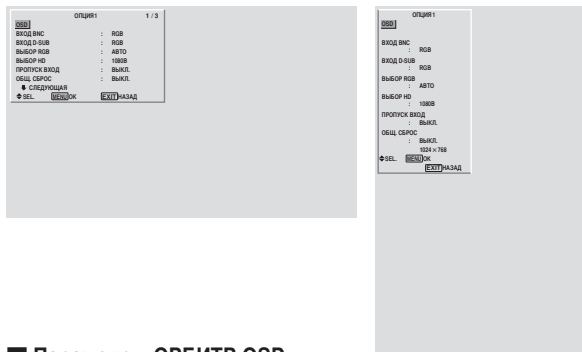 ОПЦИЯ1 1 / 3
OSD
ВХОД BNC : RGB
ВХОД D-SUB : RGB
ВЫБОР RGB : АВТО
ВЫБОР HD : 1080B
ПРОПУСК ВХОД : ВЫКЛ.
ОБЩ. СБРОС : ВЫКЛ.
СЛЕДУЮЩАЯ
SEL. MENU OK EXIT НАЗАД
ОПЦИЯ1
OSD
ВХОД BNC
: RGB
ВХОД D-SUB
: RGB
ВЫБОР RGB
: АВТО
ВЫБОР HD
: 1080B
ПРОПУСК ВХОД
: ВЫКЛ.
ОБЩ. СБРОС
: ВЫКЛ.
1024 × 768
SEL. MENU OK
EXIT НАЗАД
ОРБИТР OSD